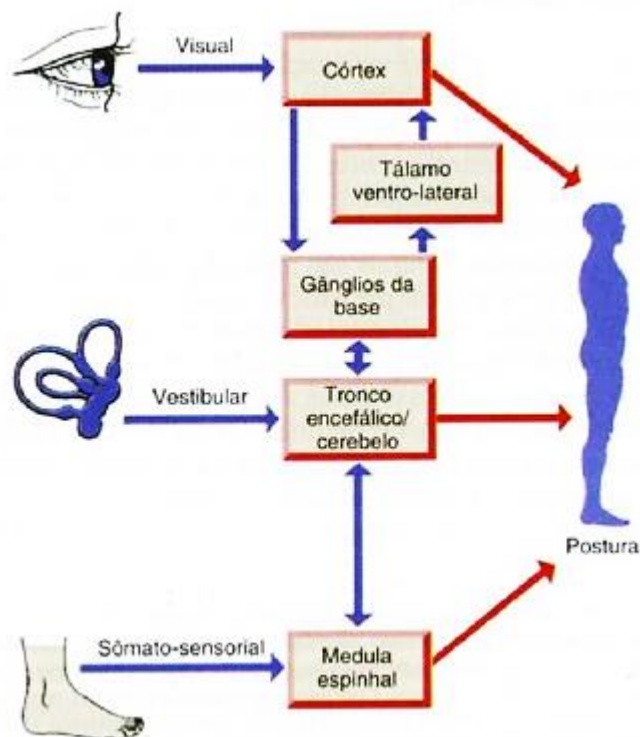 Visual
Córtex
Tálamo
ventro-lateral
Gânglios da
base
Vestibular
Tronco
encefálico/
cerebelo
Postura
Sômato-sensorial
Medula
espinhal